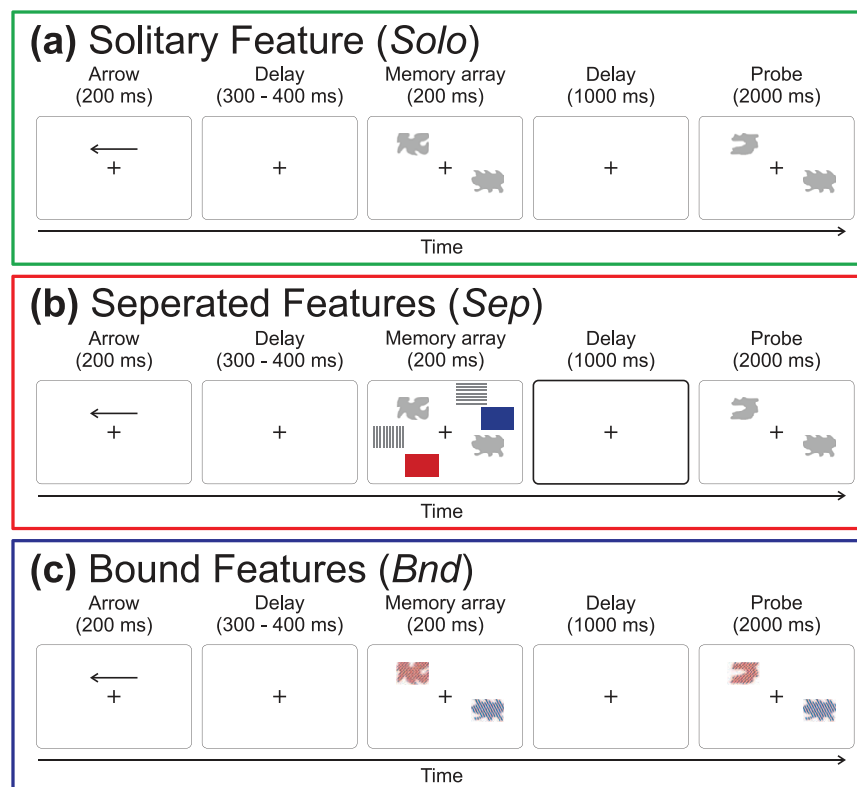 (a) Solitary Feature (Solo)
Arrow Delay Memory array Delay Probe
(200 ms) (300 - 400 ms) (200 ms) (1000 ms) (2000 ms)
Time
(b) Seperated Features (Sep)
Arrow Delay Memory array Delay Probe
(200 ms) (300 - 400 ms) (200 ms) (1000 ms) (2000 ms)
Time
(c) Bound Features (Bnd)
Arrow Delay Memory array Delay Probe
(200 ms) (300 - 400 ms) (200 ms) (1000 ms) (2000 ms)
Time